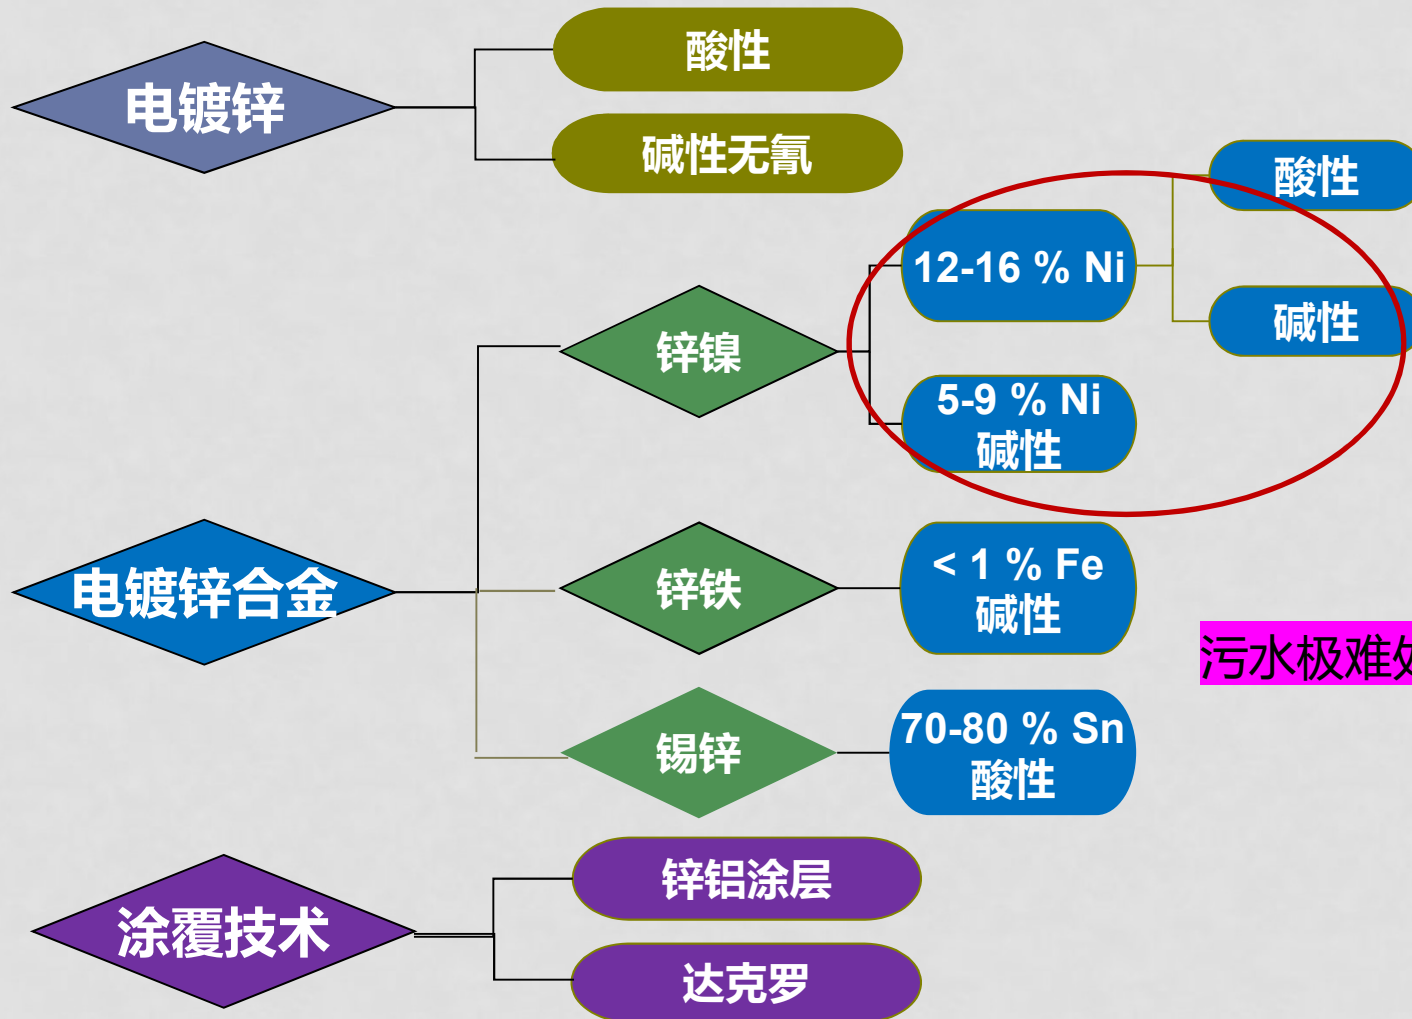 电镀锌
酸性
碱性无氰
电镀锌合金
锌镍
12-16 % Ni
酸性
碱性
5-9 % Ni
碱性
锌铁
< 1 % Fe
碱性
污水极难
锡锌
70-80 % Sn
酸性
涂覆技术
锌铝涂层
达克罗